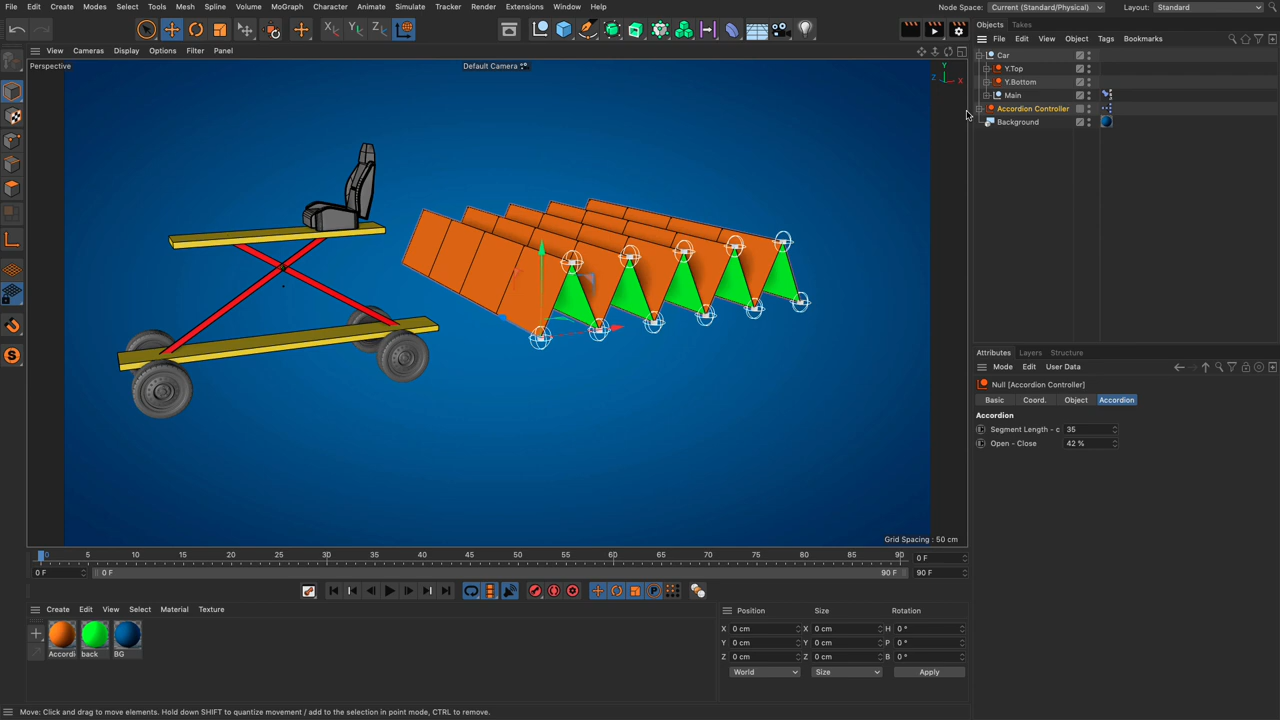 File Edit Create Modes Select Tools Mesh Spline Volume MoGraph Character Animate Simulate Tracker Render Extensions Window Help Node Space: Current (Standard/Physical) Layout: Standard
Objects Takes
View Cameras Display Options Filter Panel File Edit View Object Tags Bookmarks
Perspective Default Camera Y Z X
Car
Y.Top
Y.Bottom
Main
Accordion Controller
Background
Attributes Layers Structure
Mode Edit User Data
Null [Accordion Controller]
Basic Coord. Object Accordion
Accordion
Segment Length - c 35
Open - Close 42 %
Grid Spacing : 50 cm
0 5 10 15 20 25 30 35 40 45 50 55 60 65 70 75 80 85 90 0 F
0 F 0 F 90 F 90 F
Create Edit View Select Material Texture
Position Size Rotation
X 0 cm X 0 cm H 0 °
Y 0 cm Y 0 cm P 0 °
Z 0 cm Z 0 cm B 0 °
World Size Apply
Accordi back BG
Move: Click and drag to move elements. Hold down SHIFT to quantize movement / add to the selection in point mode, CTRL to remove.